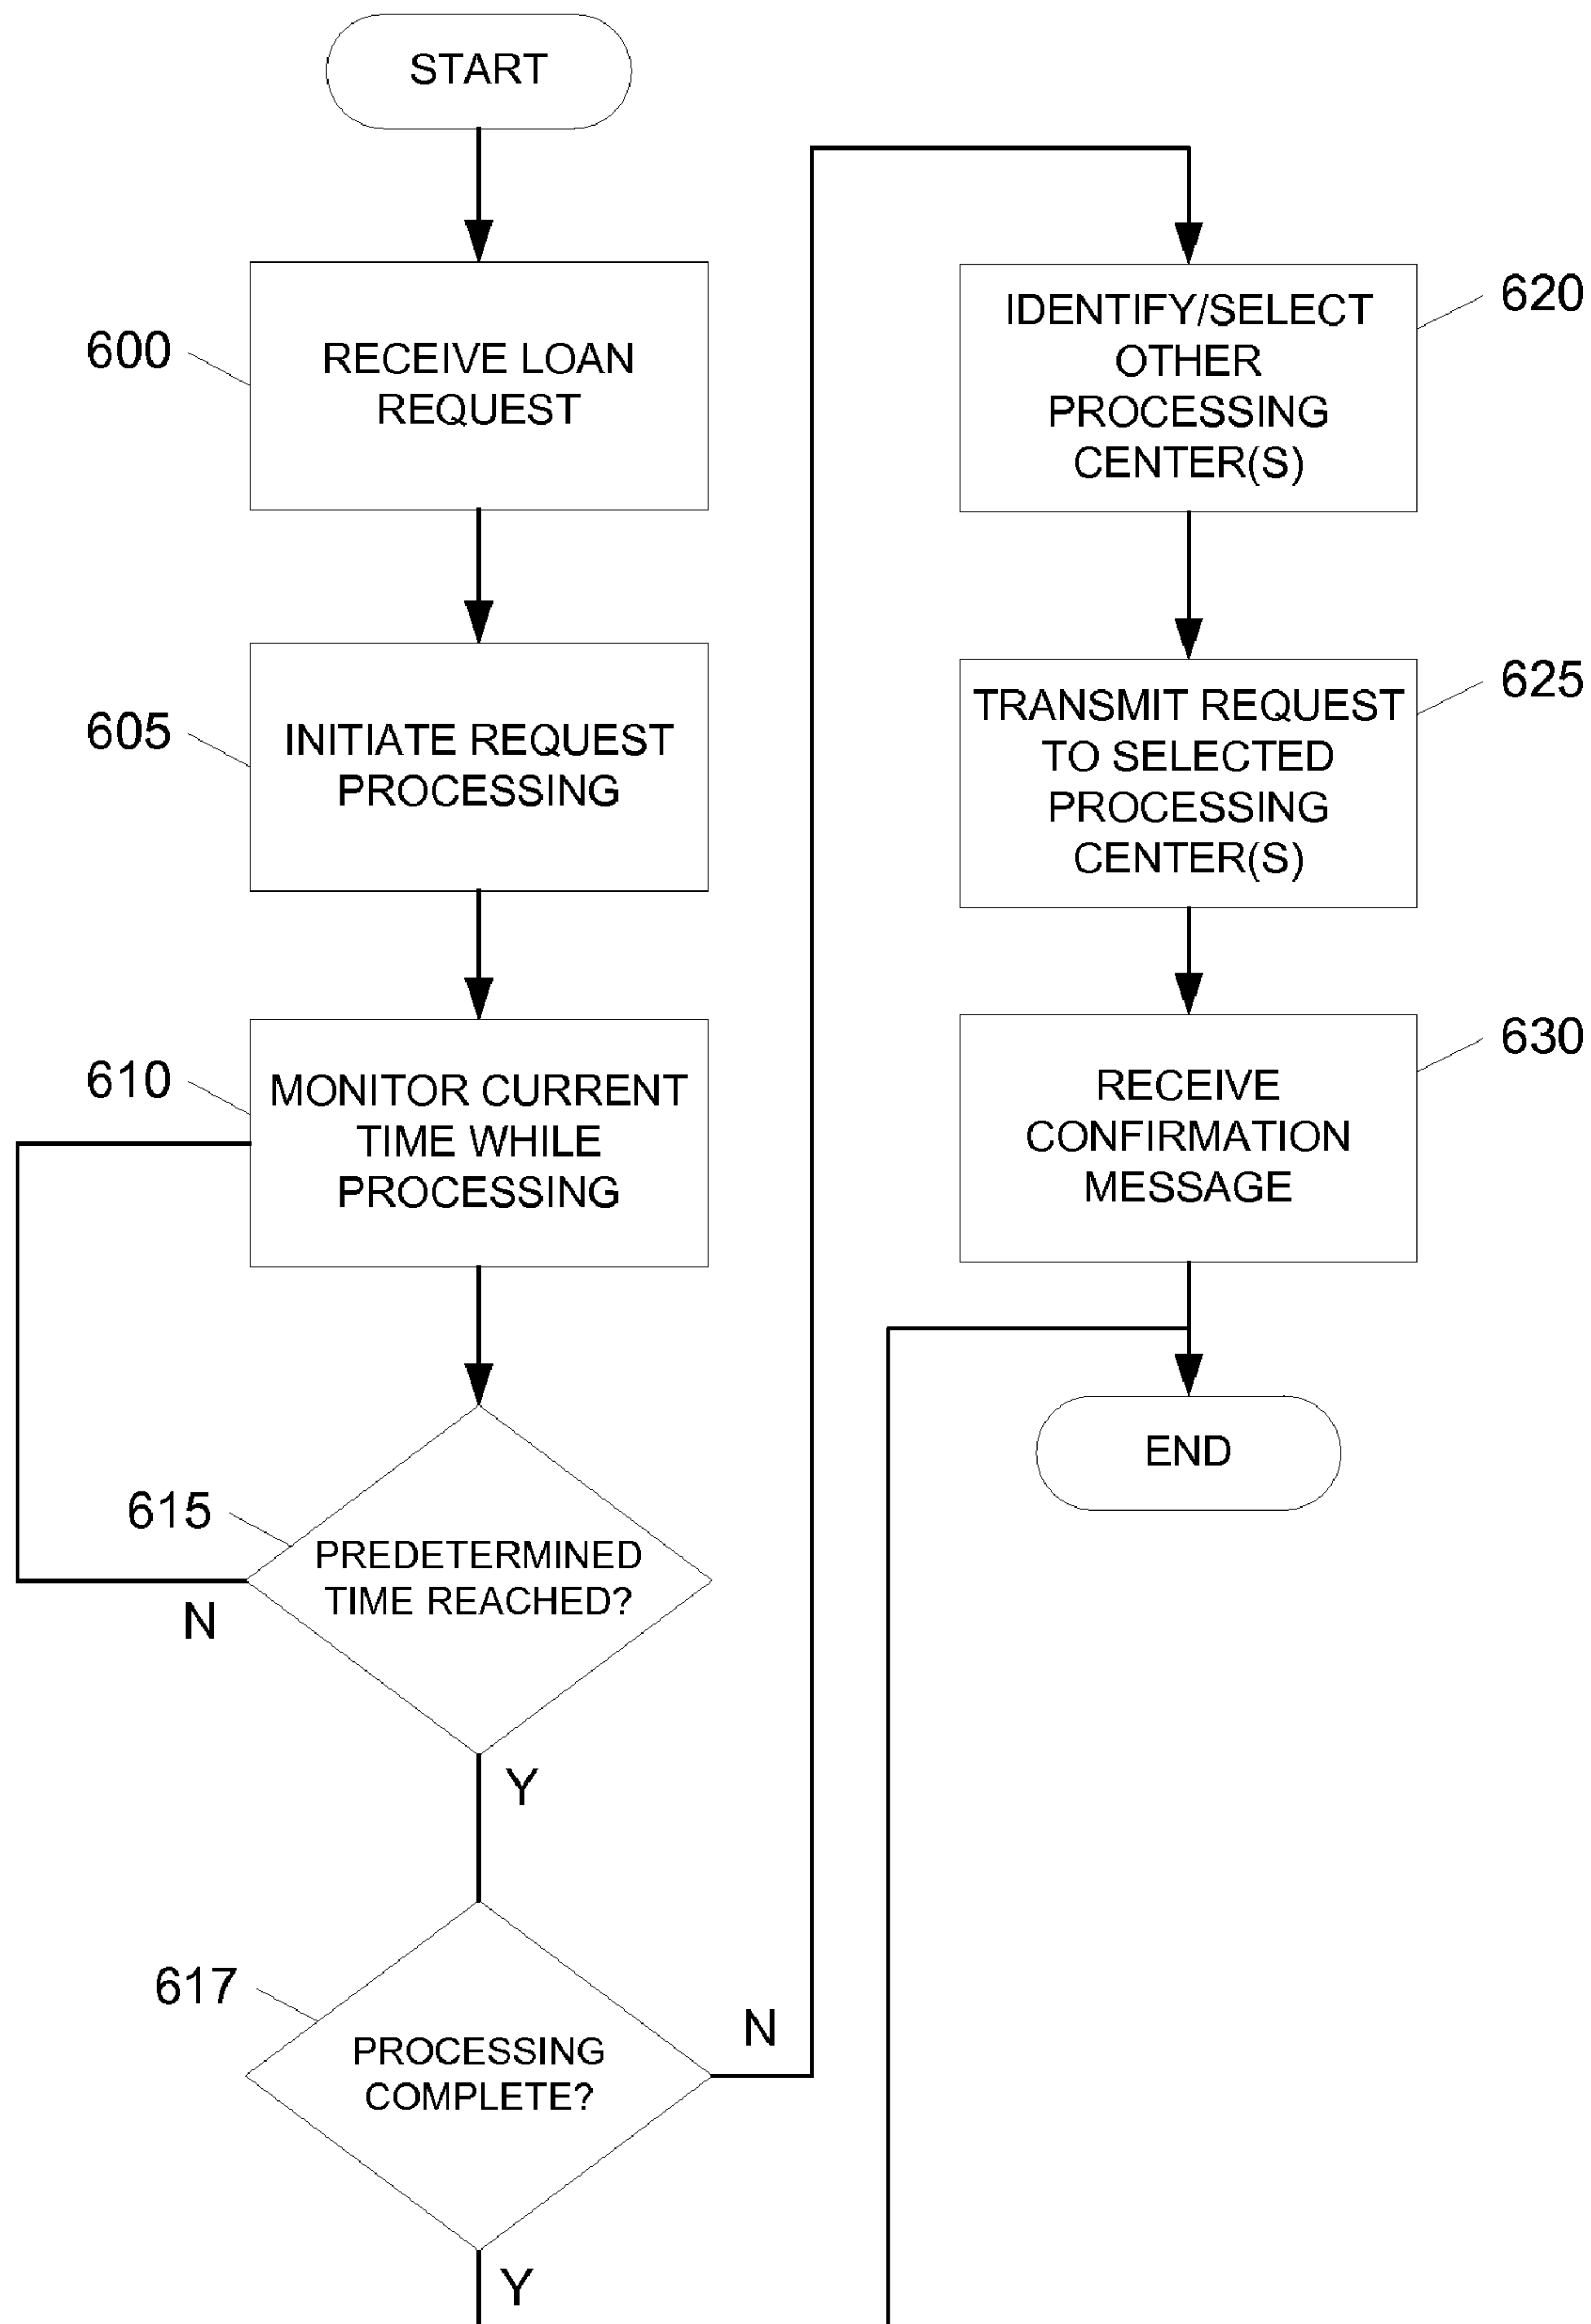 START
600
RECEIVE LOAN
REQUEST
605
INITIATE REQUEST
PROCESSING
610
MONITOR CURRENT
TIME WHILE
PROCESSING
615
PREDETERMINED
TIME REACHED?
N
Y
617
PROCESSING
COMPLETE?
N
Y
620
IDENTIFY/SELECT
OTHER
PROCESSING
CENTER(S)
625
TRANSMIT REQUEST
TO SELECTED
PROCESSING
CENTER(S)
630
RECEIVE
CONFIRMATION
MESSAGE
END